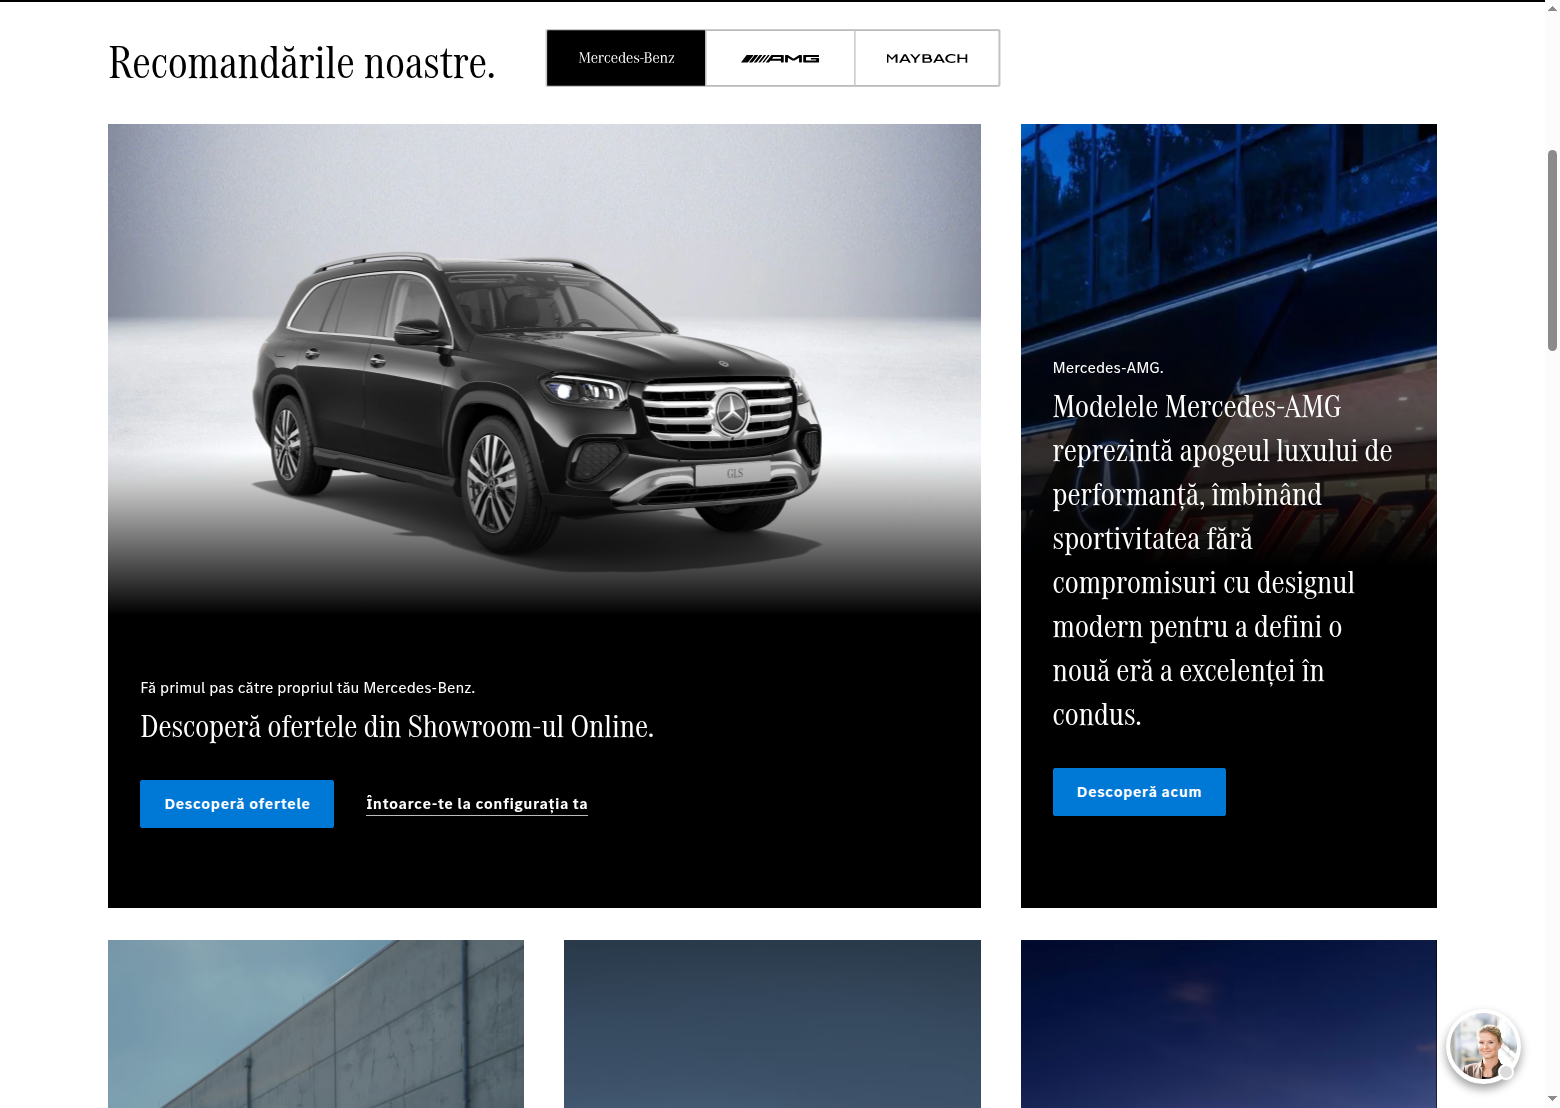 Recomandările noastre.
Mercedes-Benz
AMG
MAYBACH
GLS
Fă primul pas către propriul tău Mercedes-Benz.
Descoperă ofertele din Showroom-ul Online.
Descoperă ofertele
Întoarce-te la configurația ta
Mercedes-AMG.
Modelele Mercedes-AMG
reprezintă apogeul luxului de
performanță, îmbinând
sportivitatea fără
compromisuri cu designul
modern pentru a defini o
nouă eră a excelenței în
condus.
Descoperă acum